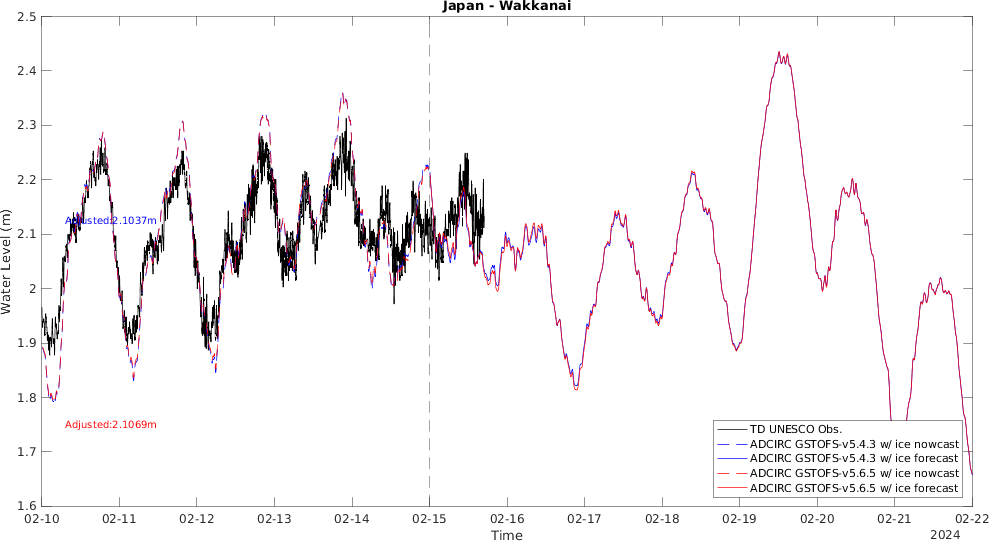 Japan - Wakkanai
2.5
2.4
2.3
2.2
2.1
2
1.9
1.8
1.7
1.6
Water Level (m)
Adjusted:2.1037m
Adjusted:2.1069m
TD UNESCO Obs.
ADCIRC GSTOFS-v5.4.3 w/ ice nowcast
ADCIRC GSTOFS-v5.4.3 w/ ice forecast
ADCIRC GSTOFS-v5.6.5 w/ ice nowcast
ADCIRC GSTOFS-v5.6.5 w/ ice forecast
02-10 02-11 02-12 02-13 02-14 02-15 02-16 02-17 02-18 02-19 02-20 02-21 02-22
Time
2024